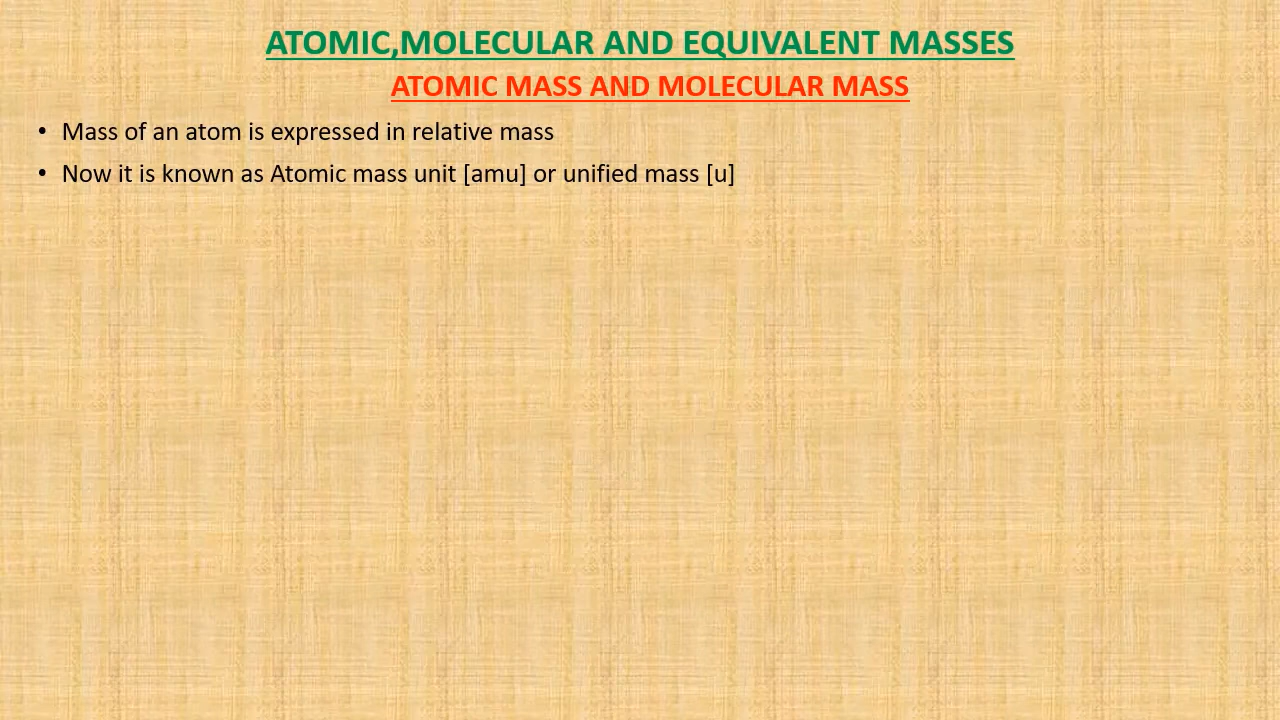 ATOMIC,MOLECULAR AND EQUIVALENT MASSES
ATOMIC MASS AND MOLECULAR MASS
• Mass of an atom is expressed in relative mass
• Now it is known as Atomic mass unit [amu] or unified mass [u]